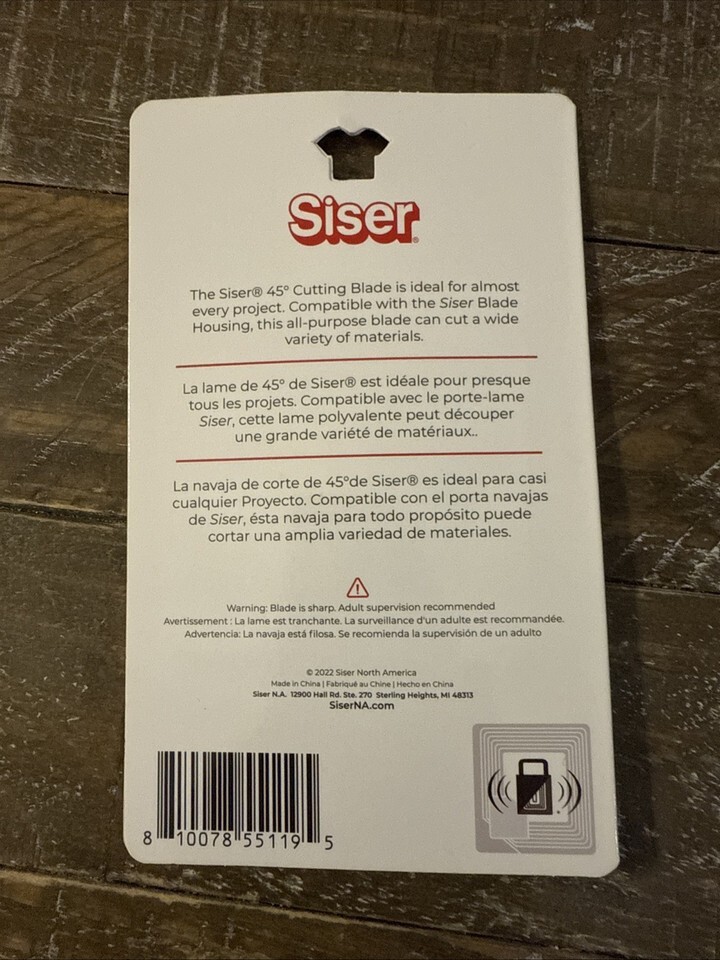 Siser®
The Siser® 45° Cutting Blade is ideal for almost
every project. Compatible with the Siser Blade
Housing, this all-purpose blade can cut a wide
variety of materials.
La lame de 45° de Siser® est idéale pour presque
tous les projets. Compatible avec le porte-lame
Siser, cette lame polyvalente peut découper
une grande variété de matériaux..
La navaja de corte de 45°de Siser® es ideal para casi
cualquier Proyecto. Compatible con el porta navajas
de Siser, ésta navaja para todo propósito puede
cortar una amplia variedad de materiales.
Warning: Blade is sharp. Adult supervision recommended
Avertissement : La lame est tranchante. La surveillance d'un adulte est recommandée.
Advertencia: La navaja está filosa. Se recomienda la supervisión de un adulto
© 2022 Siser North America
Made in China | Fabriqué au Chine | Hecho en China
Siser N.A. 12900 Hall Rd. Ste. 270 Sterling Heights, MI 48313
SiserNA.com
8 10078 55119 5